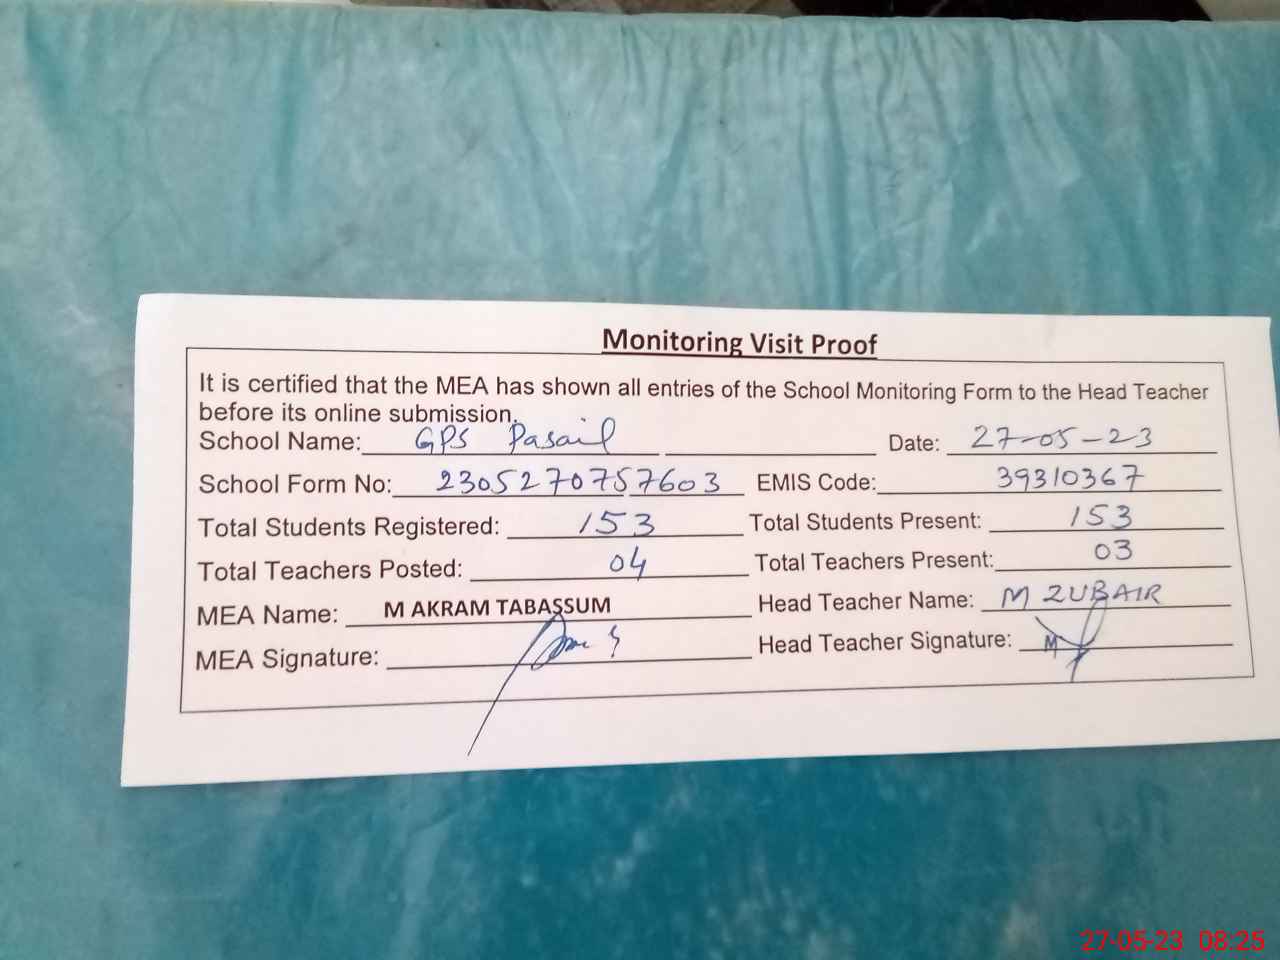 Monitoring Visit Proof
It is certified that the MEA has shown all entries of the School Monitoring Form to the Head Teacher
before its online submission.
School Name: GPS Pasail Date: 27-05-23
School Form No: 2305270757603 EMIS Code: 39310367
Total Students Registered: 153 Total Students Present: 153
Total Teachers Posted: 04 Total Teachers Present: 03
MEA Name: M AKRAM TABASSUM Head Teacher Name: M ZUBAIR
MEA Signature: Head Teacher Signature:
27-05-23 08:25